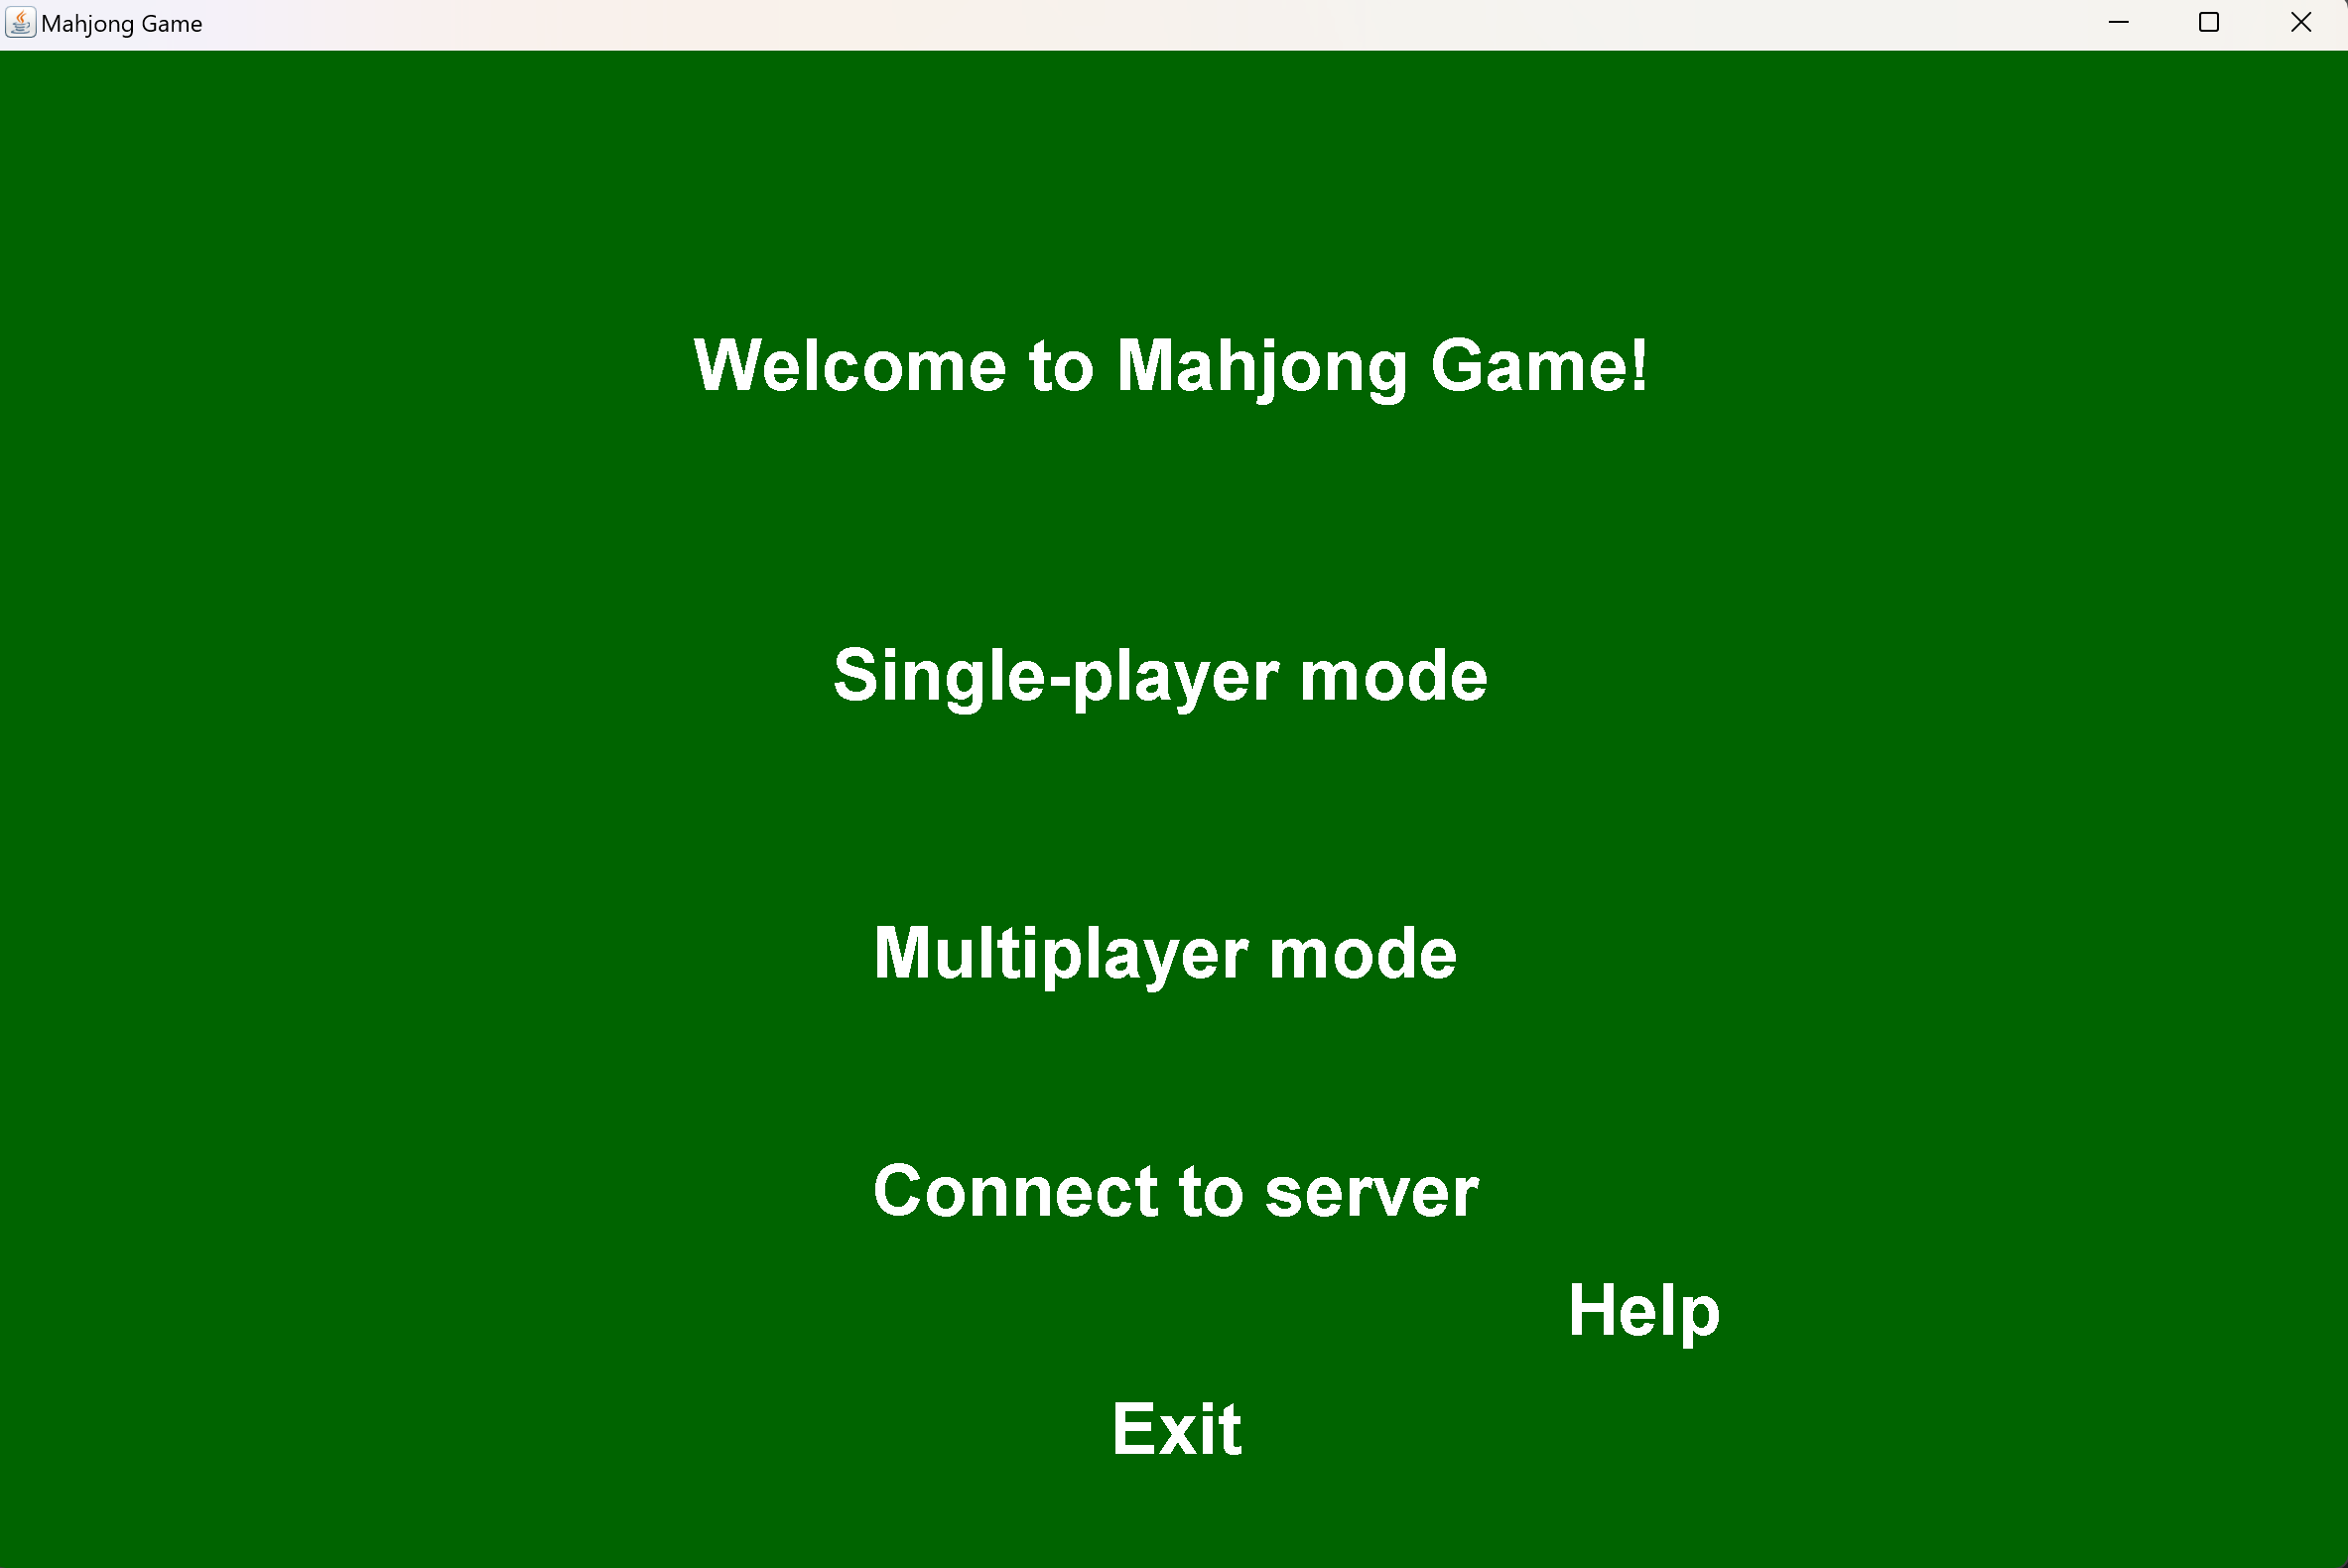 Mahjong Game
Welcome to Mahjong Game!
Single-player mode
Multiplayer mode
Connect to server
Help
Exit